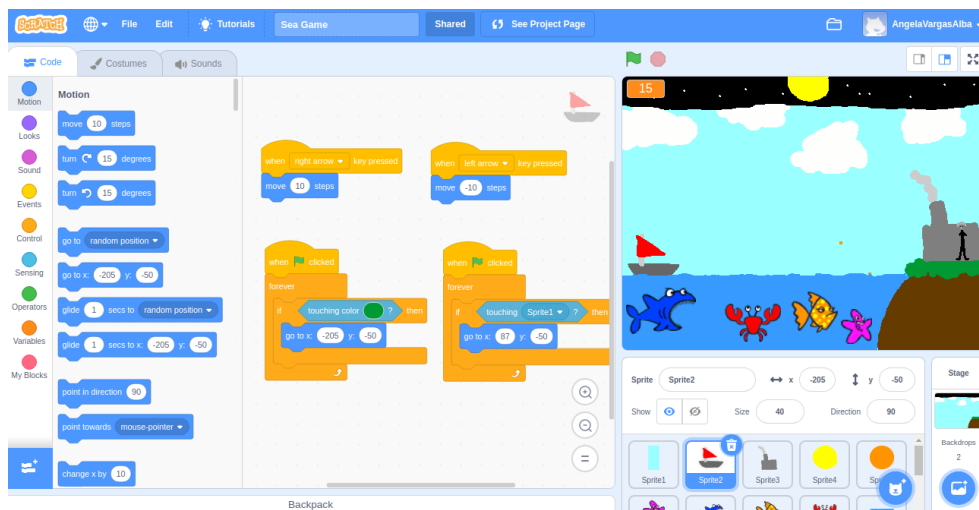 SCRATCH File Edit Tutorials Sea Game Shared See Project Page AngelaVargasAlba
Code Costumes Sounds
Motion
Looks
Sound
Events
Control
Sensing
Operators
Variables
My Blocks
Motion
move 10 steps
turn 15 degrees
turn 15 degrees
go to random position
go to x: -205 y: -50
glide 1 secs to random position
glide 1 secs to x: -205 y: -50
point in direction 90
point towards mouse-pointer
change x by 10
when right arrow key pressed
move 10 steps
when left arrow key pressed
move -10 steps
when clicked
forever
if touching color ? then
go to x: -205 y: -50
when clicked
forever
if touching Sprite1 ? then
go to x: 87 y: -50
Backpack
15
Sprite Sprite2 x -205 y -50
Show Size 40 Direction 90
Sprite1 Sprite2 Sprite3 Sprite4
Stage
Backdrops
2